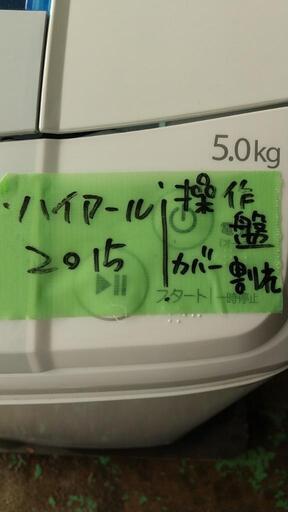 5.0kg
・ハイアール
2015
操作
盤
カバー割れ
スタート
一時停止